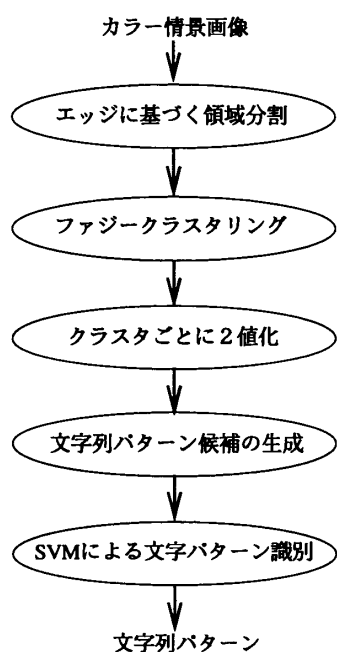 カラー情景画像
エッジに基づく領域分割
ファジークラスタリング
クラスタごとに２値化
文字列パターン候補の生成
SVMによる文字パターン識別
文字列パターン